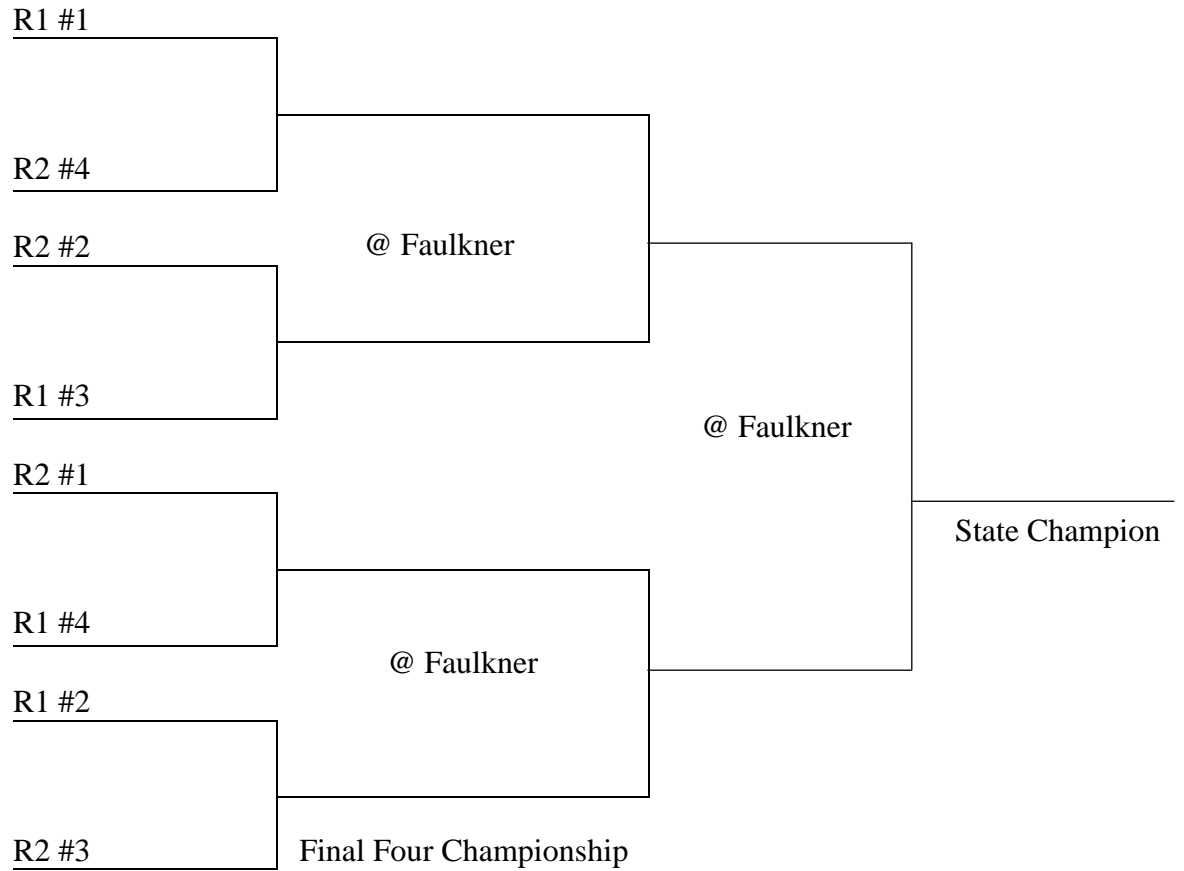 R1 #1
R2 #4
R2 #2
@ Faulkner
R1 #3
@ Faulkner
R2 #1
State Champion
R1 #4
@ Faulkner
R1 #2
R2 #3
Final Four Championship